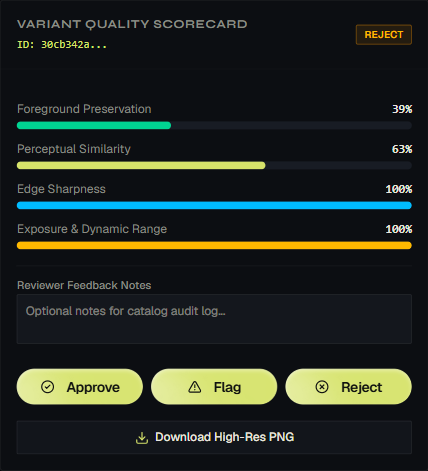 VARIANT QUALITY SCORECARD
ID: 30cb342a...
REJECT
Foreground Preservation 39%
Perceptual Similarity 63%
Edge Sharpness 100%
Exposure & Dynamic Range 100%
Reviewer Feedback Notes
Optional notes for catalog audit log...
Approve Flag Reject
Download High-Res PNG